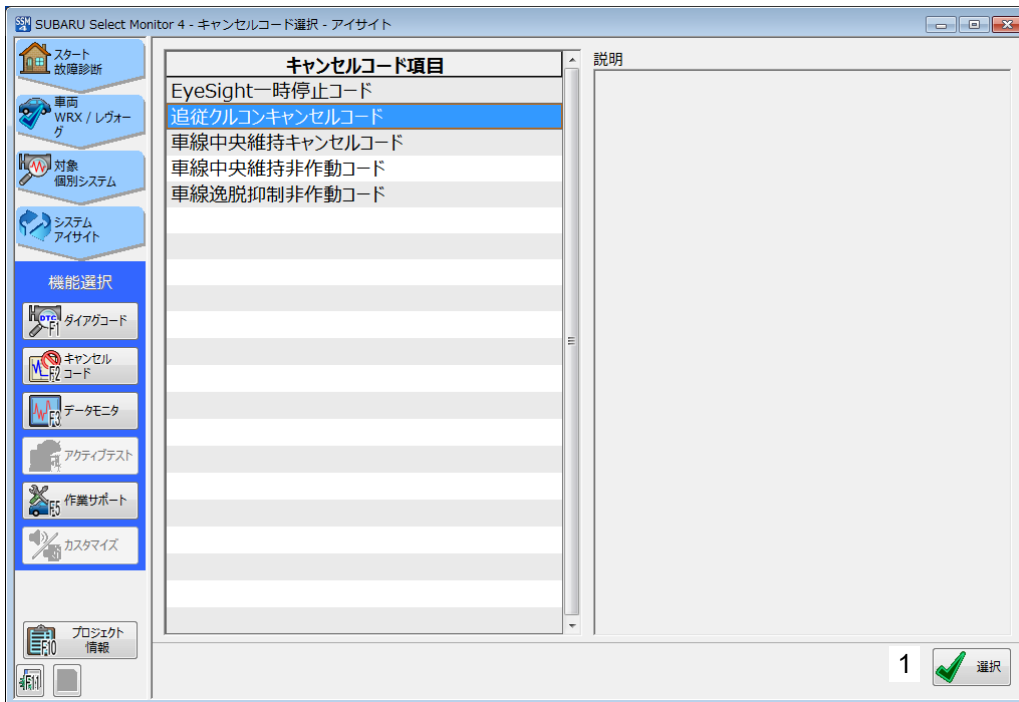 SUBARU Select Monitor 4 - キャンセルコード選択 - アイサイト
スタート
故障診断
車両
WRX / レヴォー
グ
対象
個別システム
システム
アイサイト
機能選択
DTC
F1
ダイアグコード
F2
キャンセル
コード
F3
データモニタ
アクティブテスト
F5
作業サポート
カスタマイズ
F10
プロジェクト
情報
F11
キャンセルコード項目
EyeSight一時停止コード
追従クルコンキャンセルコード
車線中央維持キャンセルコード
車線中央維持非作動コード
車線逸脱抑制非作動コード
説明
1
選択